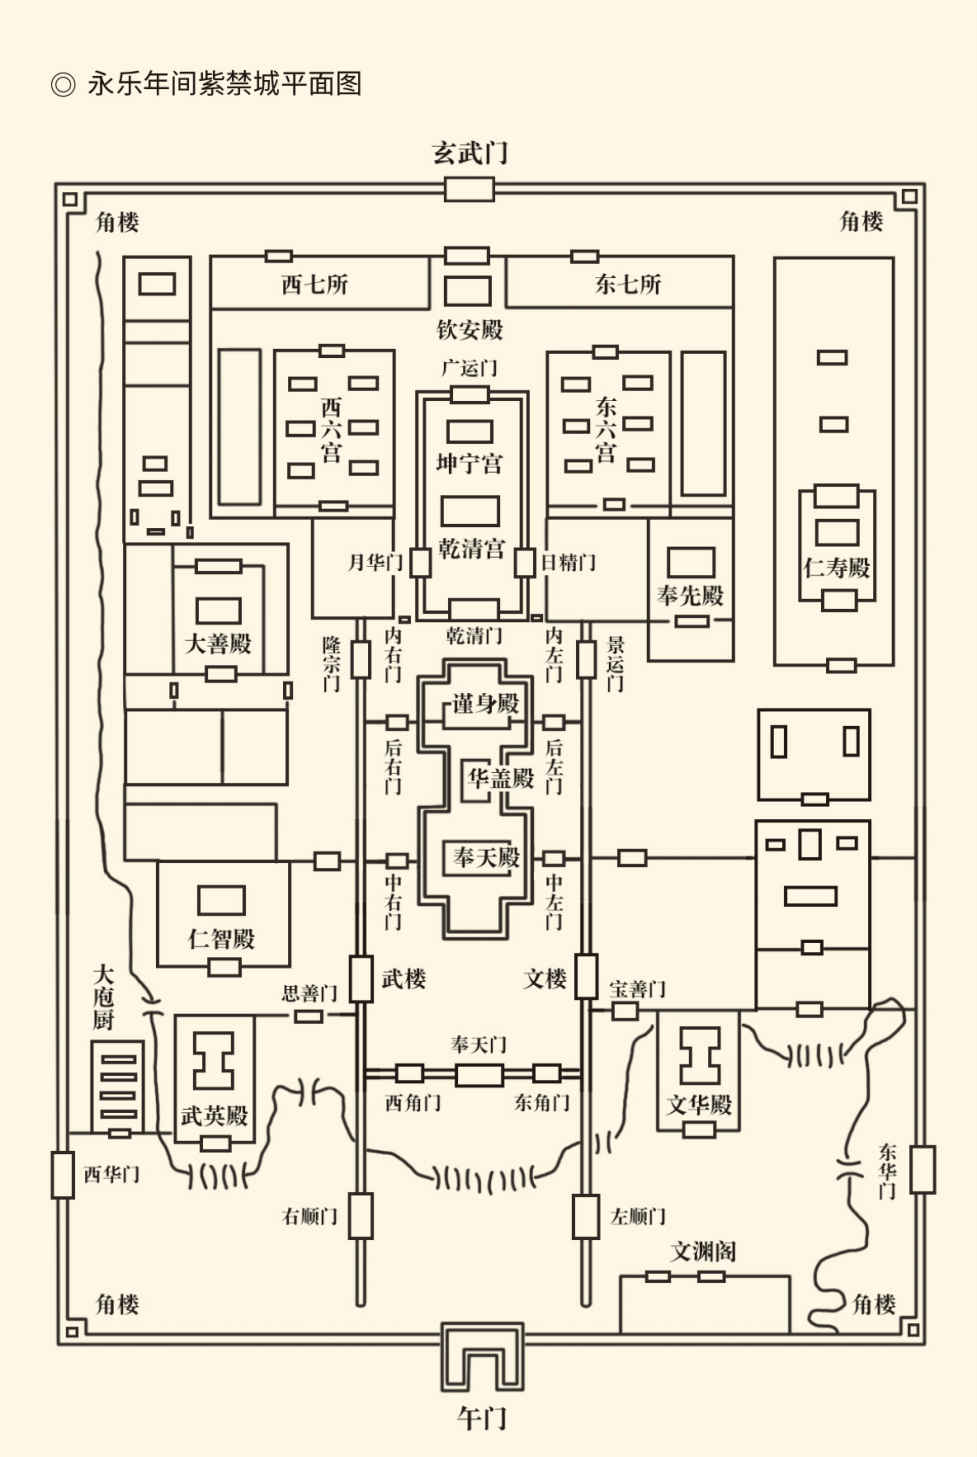 ◎ 永乐年间紫禁城平面图
玄武门
角楼
角楼
西七所
东七所
钦安殿
广运门
西六宫
东六宫
坤宁宫
乾清宫
月华门
日精门
仁寿殿
奉先殿
大善殿
隆宗门
内右门
乾清门
内左门
景运门
谨身殿
后右门
后左门
华盖殿
奉天殿
中右门
中左门
仁智殿
大庖厨
武楼
文楼
思善门
宝善门
奉天门
西角门
东角门
武英殿
文华殿
西华门
东华门
右顺门
左顺门
文渊阁
角楼
角楼
午门